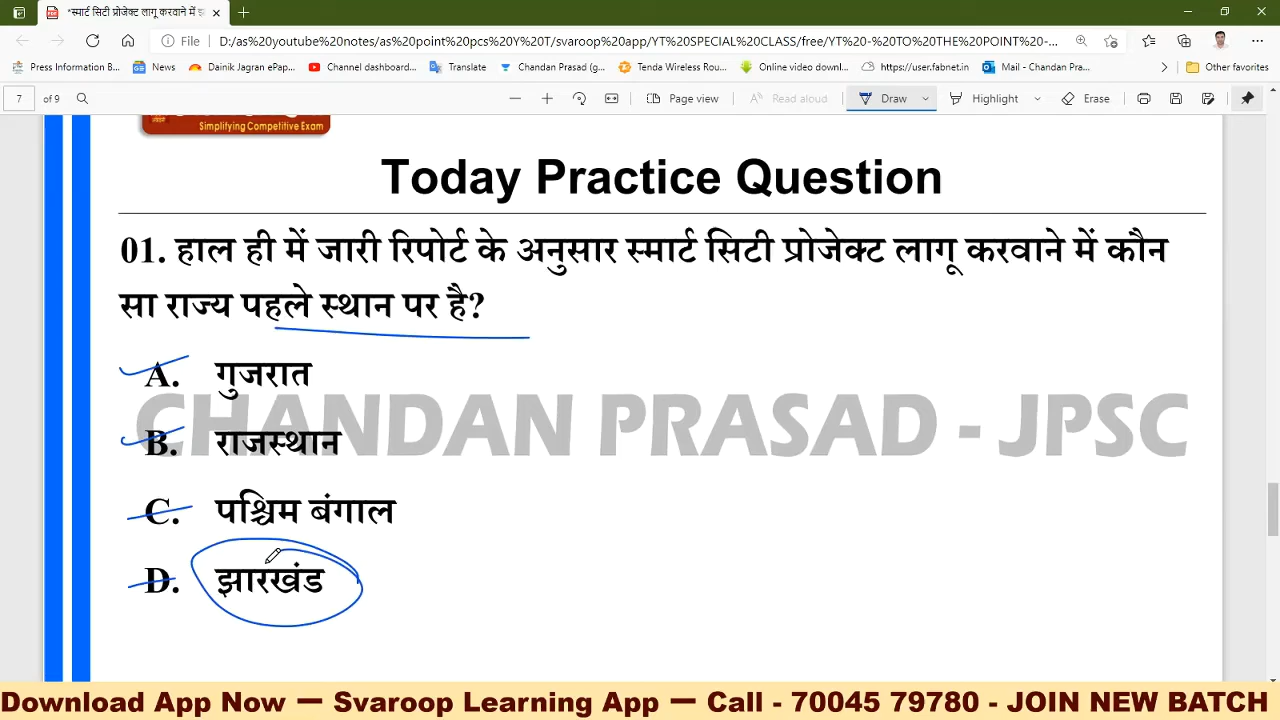 *स्मार्ट सिटी प्रोजेक्ट लागू करवाने में
File D:/as%20youtube%20notes/as%20point%20pcs%20Y%20T/svaroop%20app/YT%20SPECIAL%20CLASS/free/YT%20-%20TO%20THE%20POINT%20-...
Press Information B... News Dainik Jagran ePap... Channel dashboard... Translate Chandan Prasad (g... Tenda Wireless Rou... Online video down https://user.fabnet.in Mail - Chandan Pra... Other favorites
7 of 9 Page view Read aloud Draw Highlight Erase
Simplifying Competitive Exam
Today Practice Question
01. हाल ही में जारी रिपोर्ट के अनुसार स्मार्ट सिटी प्रोजेक्ट लागू करवाने में कौन
सा राज्य पहले स्थान पर है?
A. गुजरात
CHANDAN PRASAD - JPSC
B. राजस्थान
C. पश्चिम बंगाल
D. झारखंड
Download App Now – Svaroop Learning App – Call - 70045 79780 - JOIN NEW BATCH